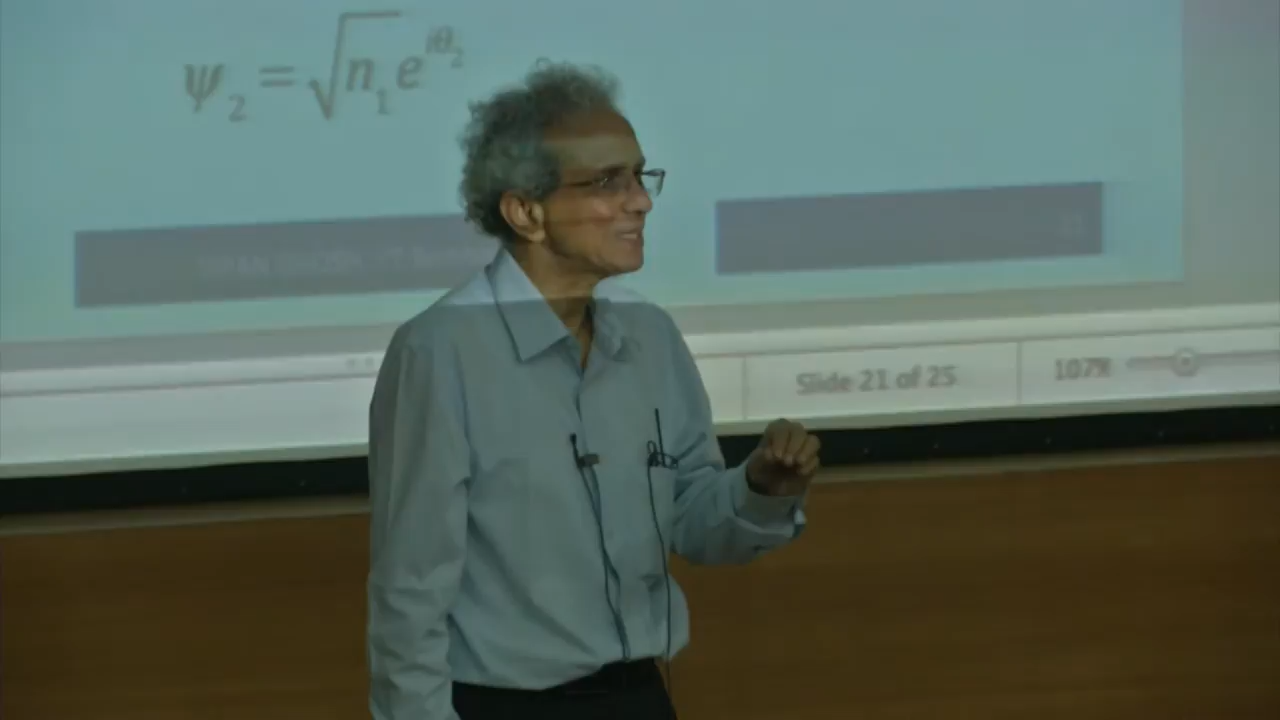 ψ₂ = √n₁ e^{iθ₂}
Slide 21 of 25
107%